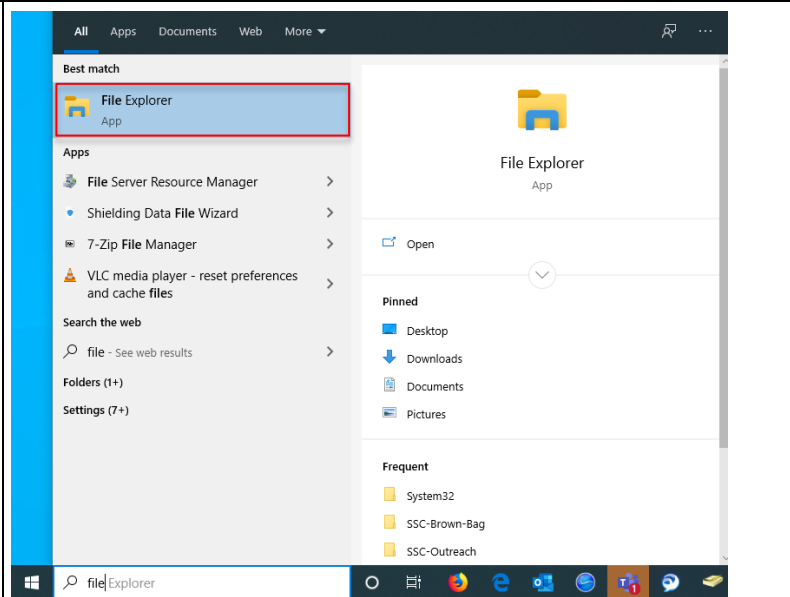 All Apps Documents Web More
Best match
File Explorer
App
Apps
File Server Resource Manager
Shielding Data File Wizard
7-Zip File Manager
VLC media player - reset preferences
and cache files
Search the web
file - See web results
Folders (1+)
Settings (7+)
File Explorer
App
Open
Pinned
Desktop
Downloads
Documents
Pictures
Frequent
System32
SSC-Brown-Bag
SSC-Outreach
file Explorer
T 1